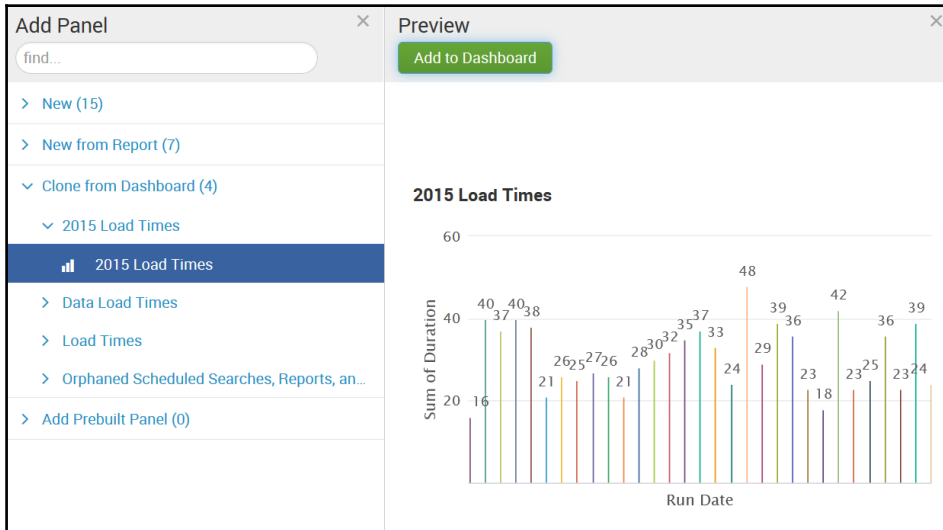 Add Panel
×
find...
New (15)
New from Report (7)
Clone from Dashboard (4)
2015 Load Times
2015 Load Times
Data Load Times
Load Times
Orphaned Scheduled Searches, Reports, an...
Add Prebuilt Panel (0)
Preview
×
Add to Dashboard
2015 Load Times
Sum of Duration
60
40
20
16 40 37 40 38 21 26 25 27 26 21 28 30 32 35 37 33 24 48 29 39 36 23 18 42 23 25 36 23 39 24
Run Date